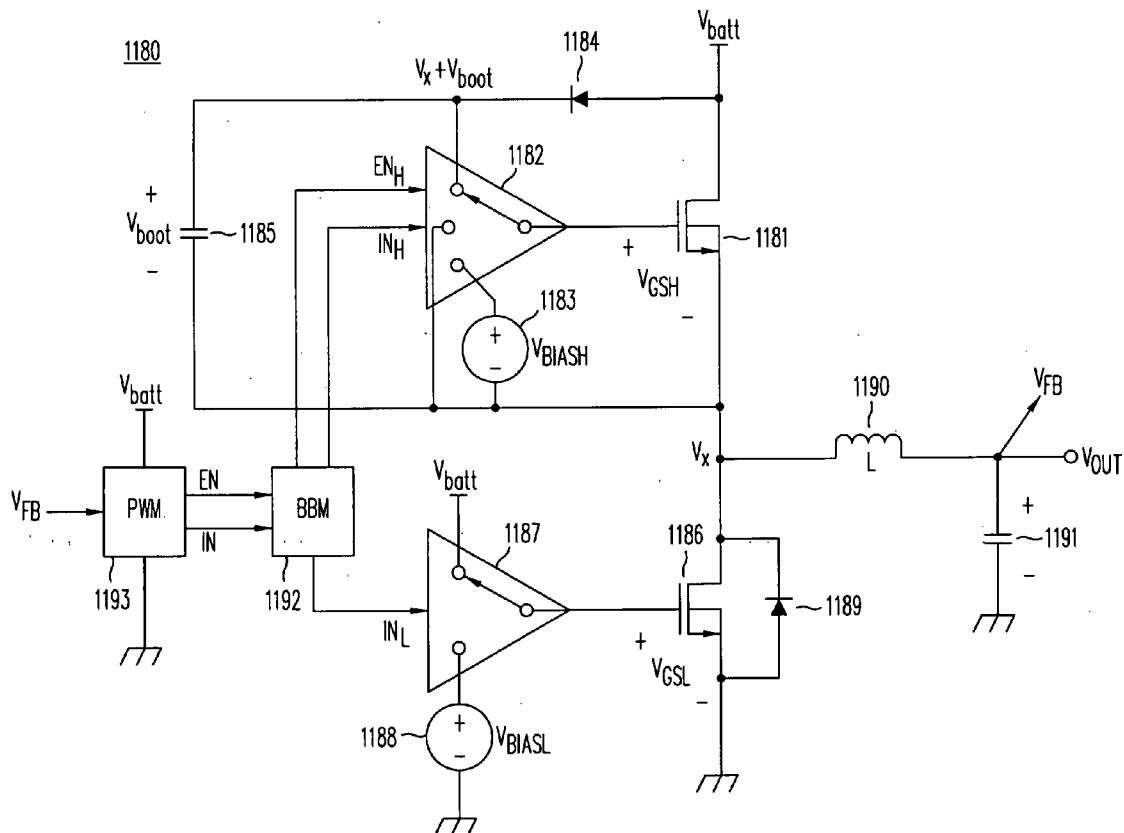 1180
V_batt
1184
V_x+V_boot
EN_H
1182
+
V_boot
-
1185
IN_H
1181
+
V_GSH
-
1183
+
-
V_BIASH
V_batt
1190
V_FB
V_x
L
V_OUT
V_FB
PWM
EN
IN
BBM
V_batt
1187
1186
+
1191
-
1193
1192
IN_L
1189
+
V_GSL
-
1188
+
-
V_BIASL